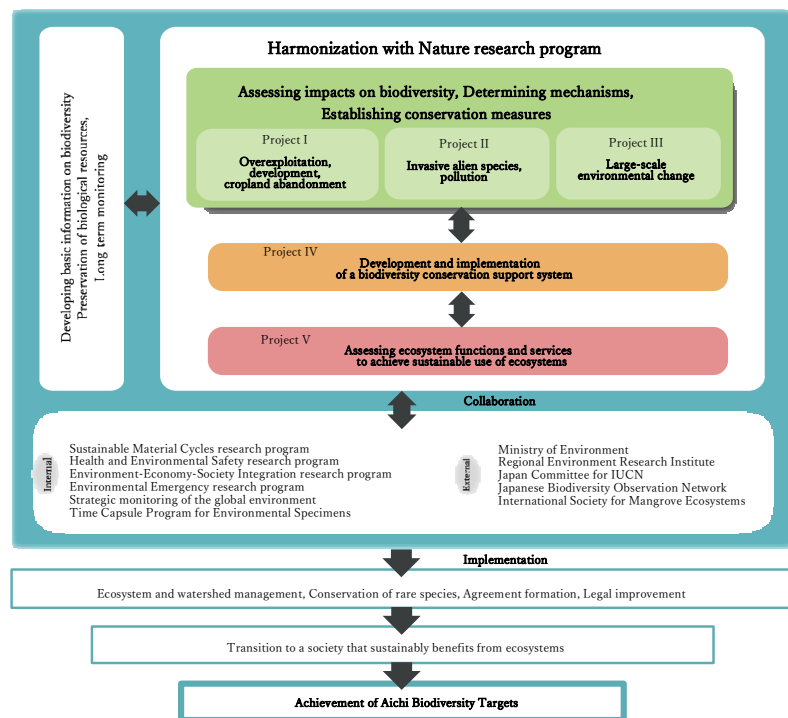 Developing basic information on biodiversity
Preservation of biological resources,
Long term monitoring
Harmonization with Nature research program
Assessing impacts on biodiversity, Determining mechanisms,
Establishing conservation measures
Project I
Overexploitation,
development,
cropland abandonment
Project II
Invasive alien species,
pollution
Project III
Large-scale
environmental change
Project IV
Development and implementation
of a biodiversity conservation support system
Project V
Assessing ecosystem functions and services
to achieve sustainable use of ecosystems
Collaboration
Internal
Sustainable Material Cycles research program
Health and Environmental Safety research program
Environment-Economy-Society Integration research program
Environmental Emergency research program
Strategic monitoring of the global environment
Time Capsule Program for Environmental Specimens
External
Ministry of Environment
Regional Environment Research Institute
Japan Committee for IUCN
Japanese Biodiversity Observation Network
International Society for Mangrove Ecosystems
Implementation
Ecosystem and watershed management, Conservation of rare species, Agreement formation, Legal improvement
Transition to a society that sustainably benefits from ecosystems
Achievement of Aichi Biodiversity Targets